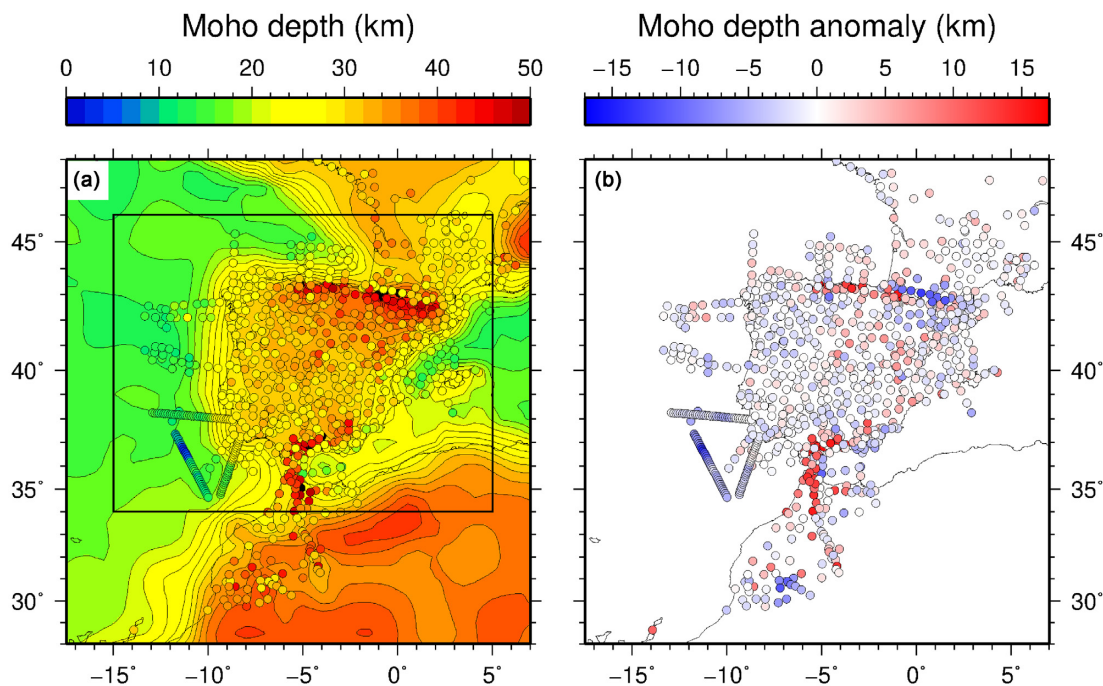 Moho depth (km)
0 10 20 30 40 50
(a)
45° 40° 35° 30°
−15° −10° −5° 0° 5°
Moho depth anomaly (km)
−15 −10 −5 0 5 10 15
(b)
45° 40° 35° 30°
−15° −10° −5° 0° 5°